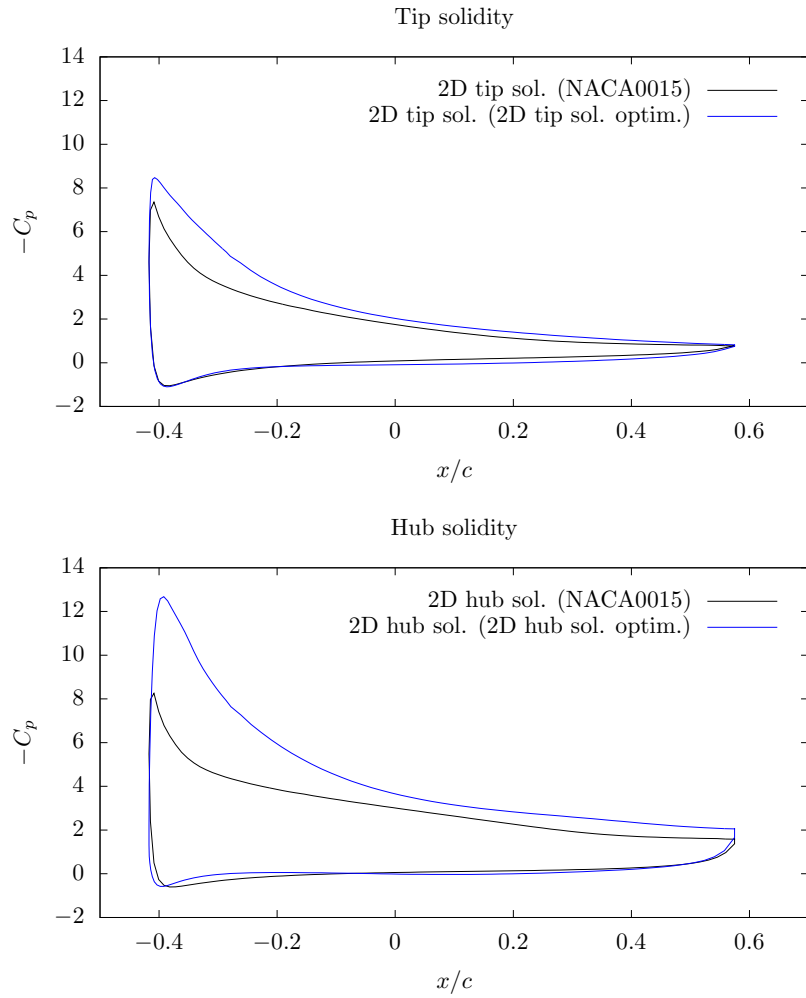 Tip solidity
14
12
10
8
6
4
2
0
−2
−C_p
2D tip sol. (NACA0015)
2D tip sol. (2D tip sol. optim.)
−0.4 −0.2 0 0.2 0.4 0.6
x/c
Hub solidity
14
12
10
8
6
4
2
0
−2
−C_p
2D hub sol. (NACA0015)
2D hub sol. (2D hub sol. optim.)
−0.4 −0.2 0 0.2 0.4 0.6
x/c